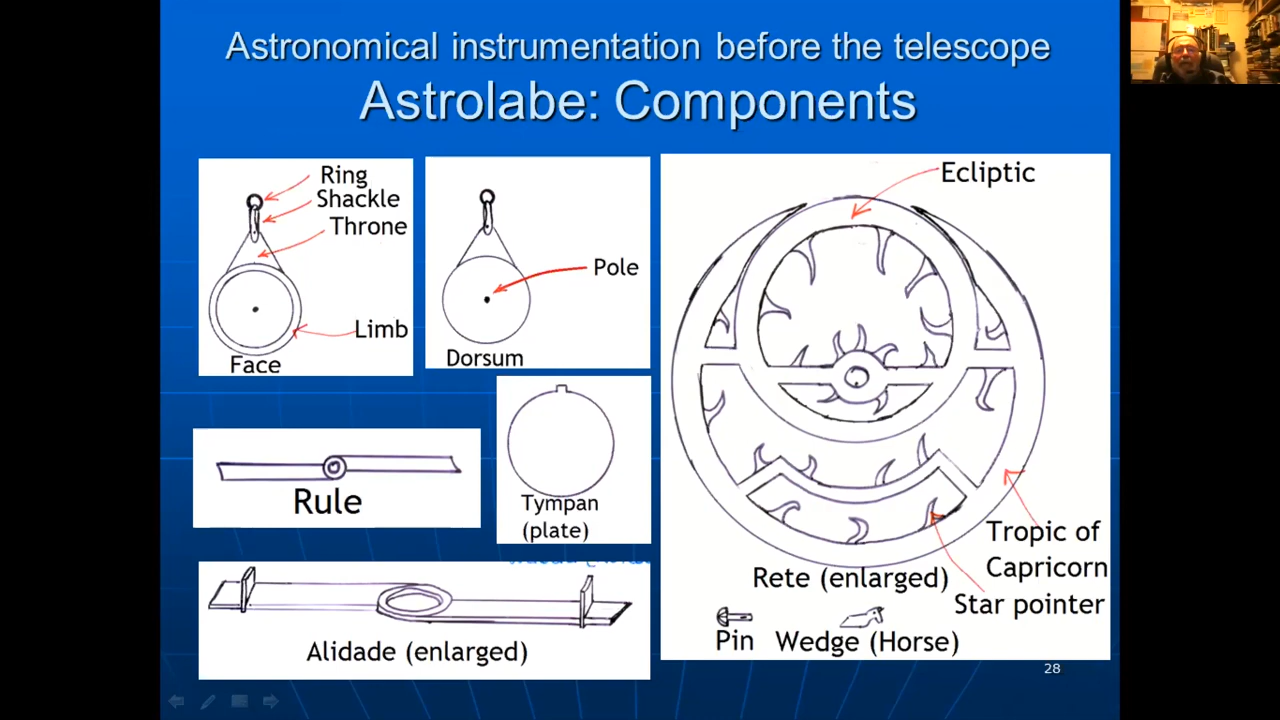 Astronomical instrumentation before the telescope
Astrolabe: Components
Ring
Shackle
Throne
Limb
Face
Pole
Dorsum
Rule
Tympan
(plate)
Alidade (enlarged)
Ecliptic
Tropic of
Capricorn
Rete (enlarged)
Star pointer
Pin
Wedge (Horse)
28